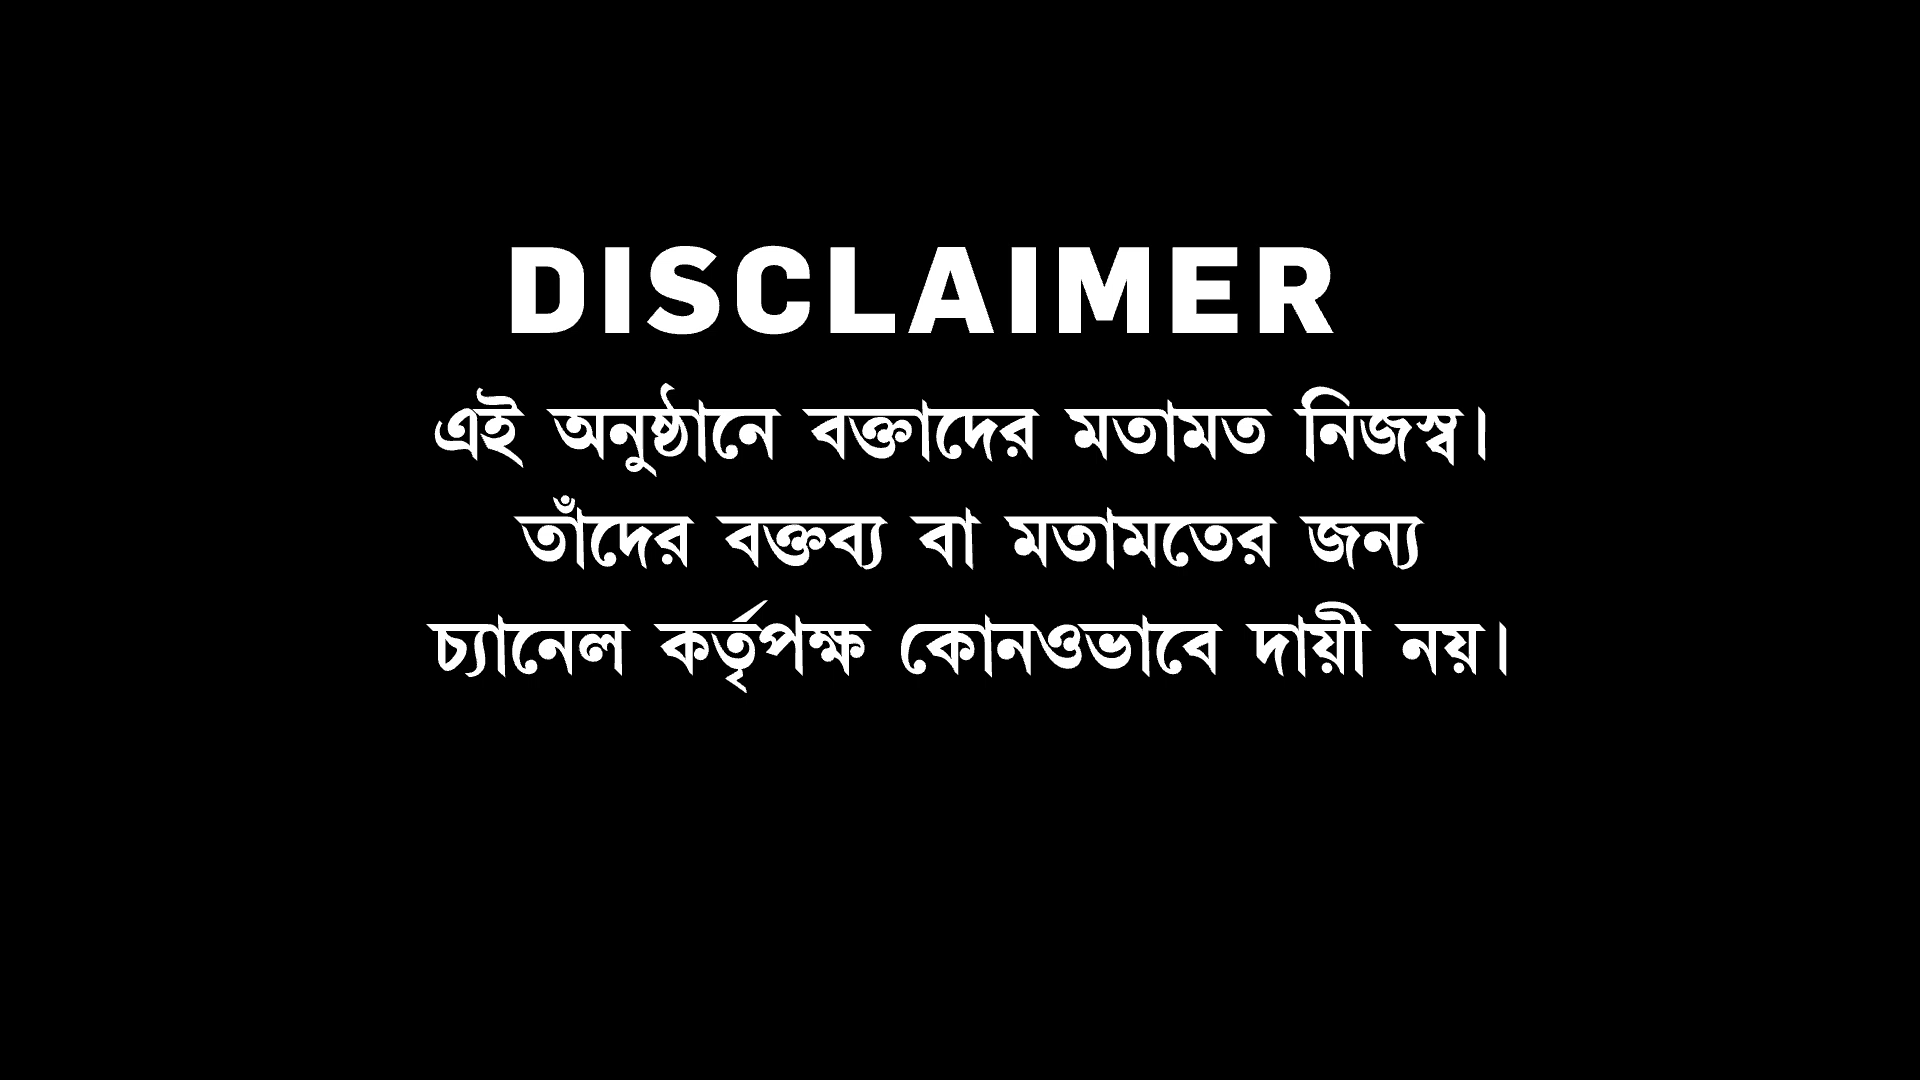 DISCLAIMER
এই অনুষ্ঠানে বক্তাদের মতামত নিজস্ব।
তাঁদের বক্তব্য বা মতামতের জন্য
চ্যানেল কর্তৃপক্ষ কোনওভাবে দায়ী নয়।